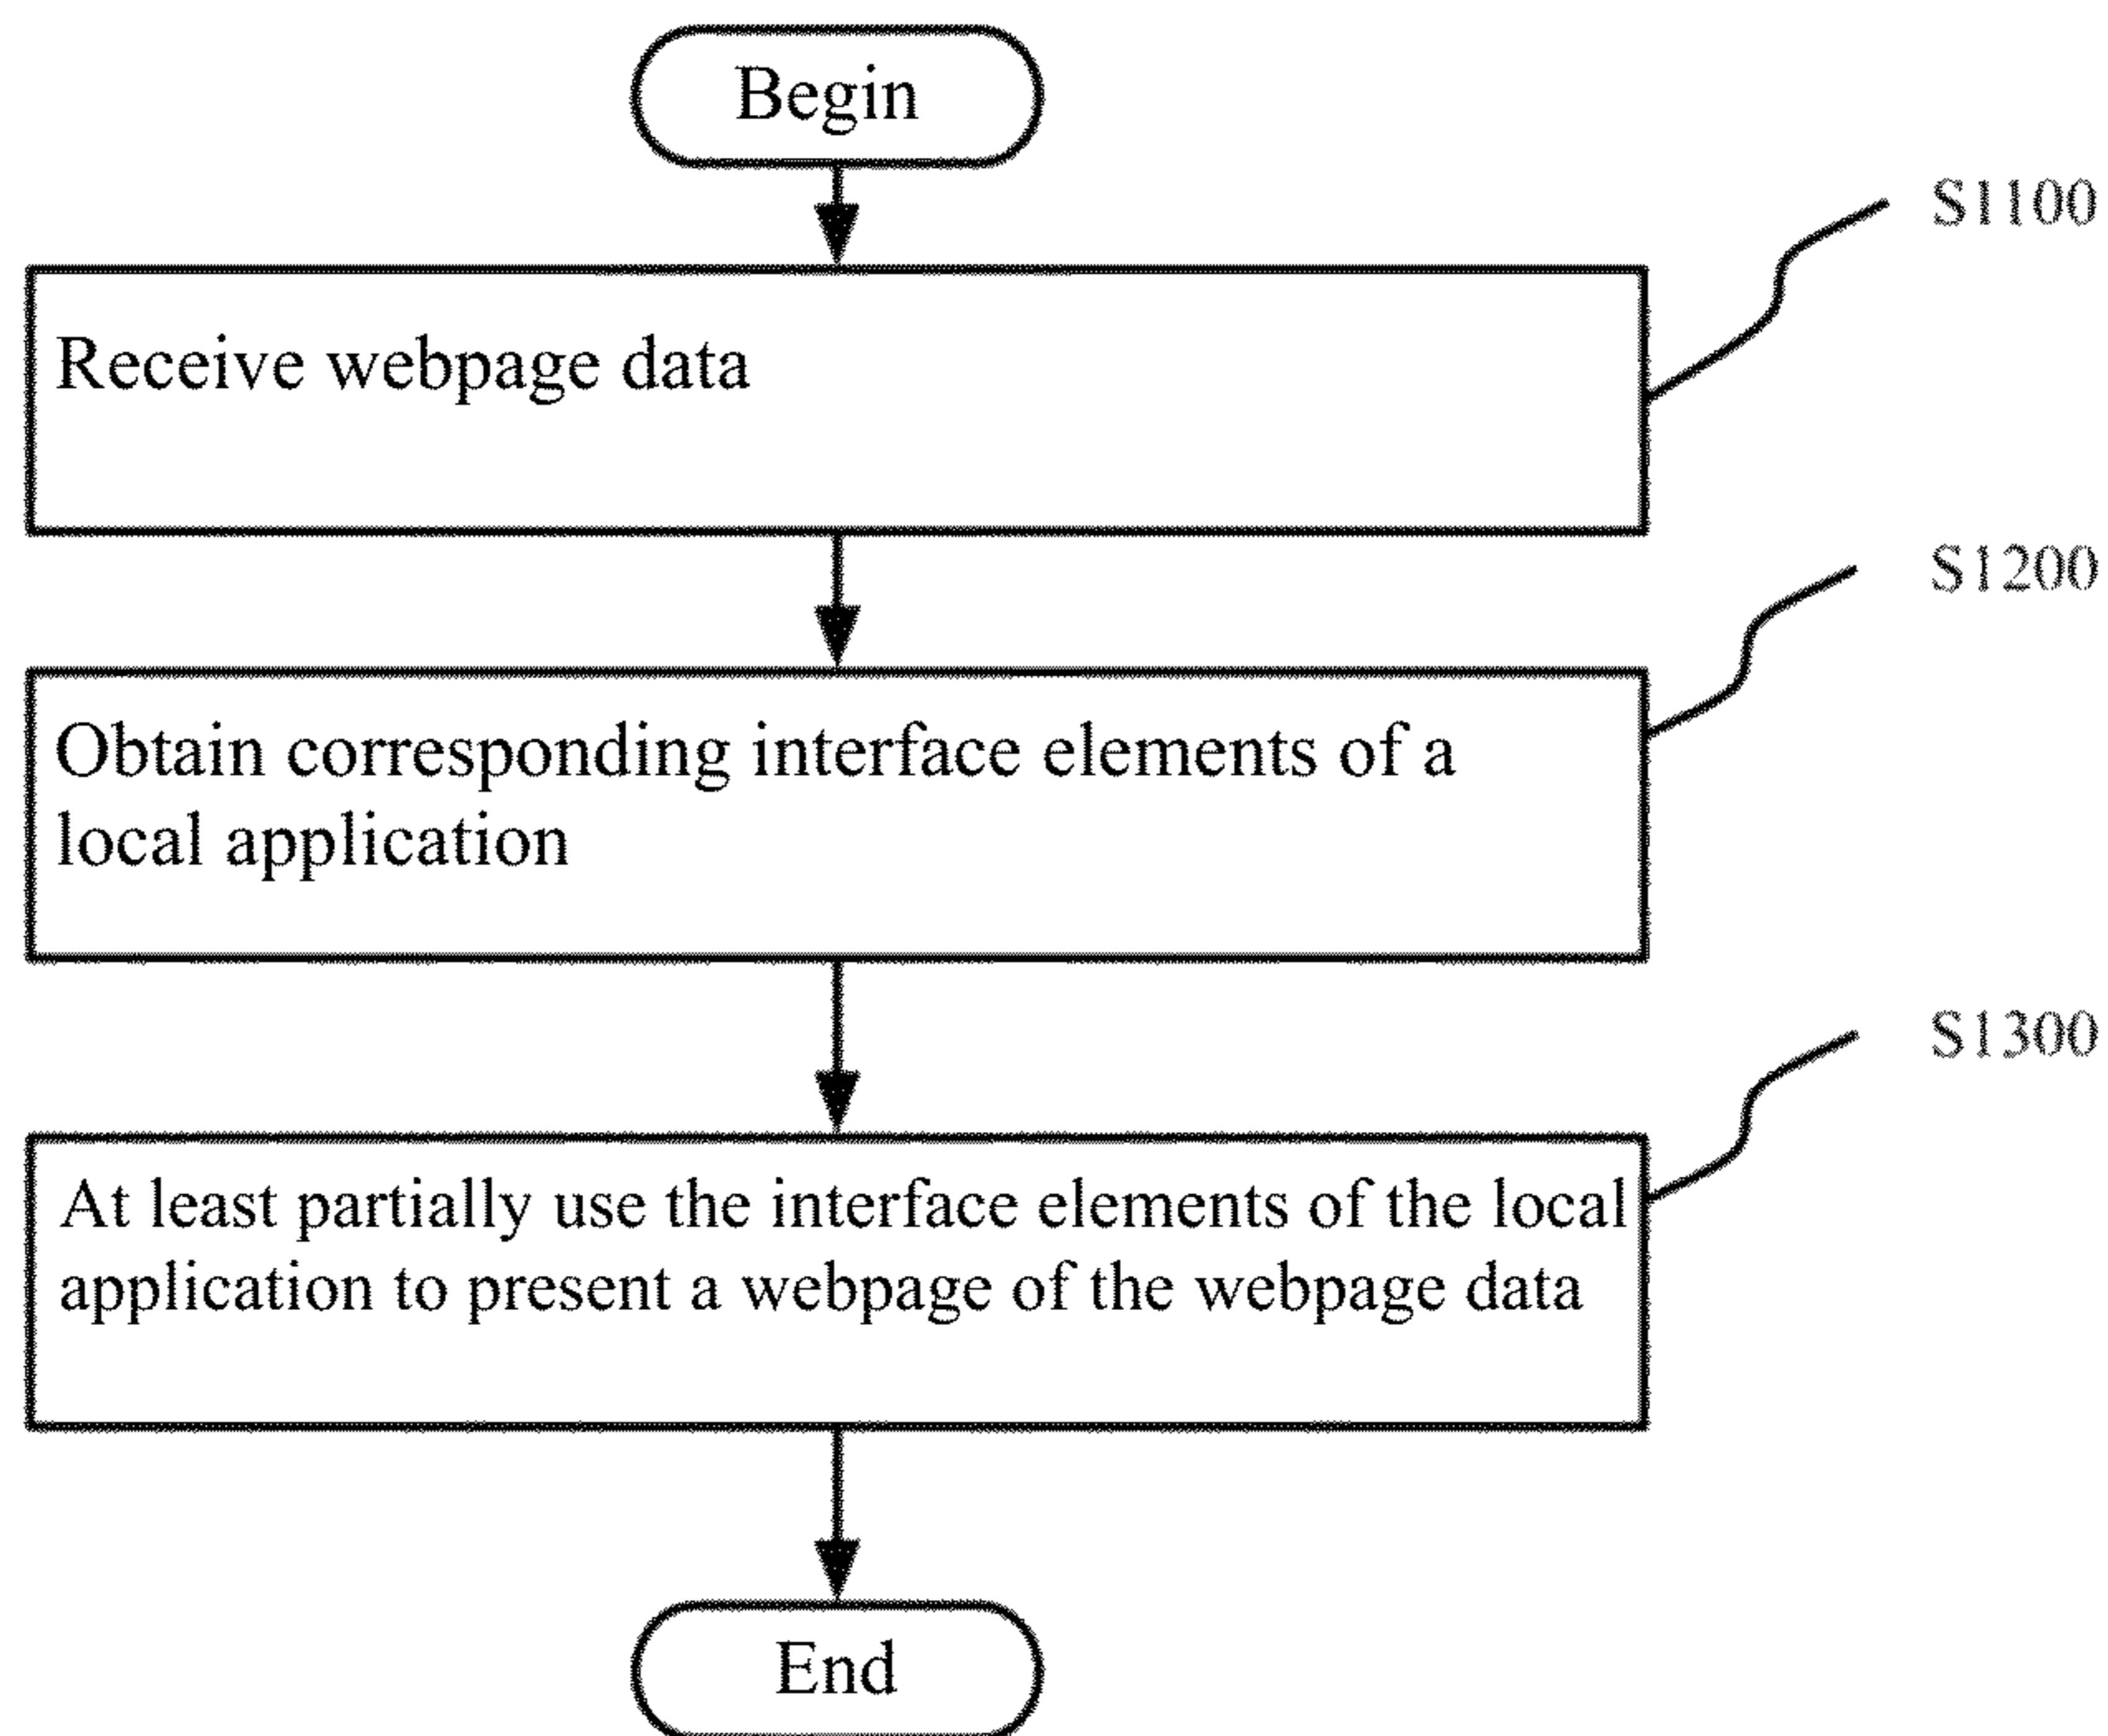 Begin
S1100
Receive webpage data
S1200
Obtain corresponding interface elements of a
local application
S1300
At least partially use the interface elements of the local
application to present a webpage of the webpage data
End